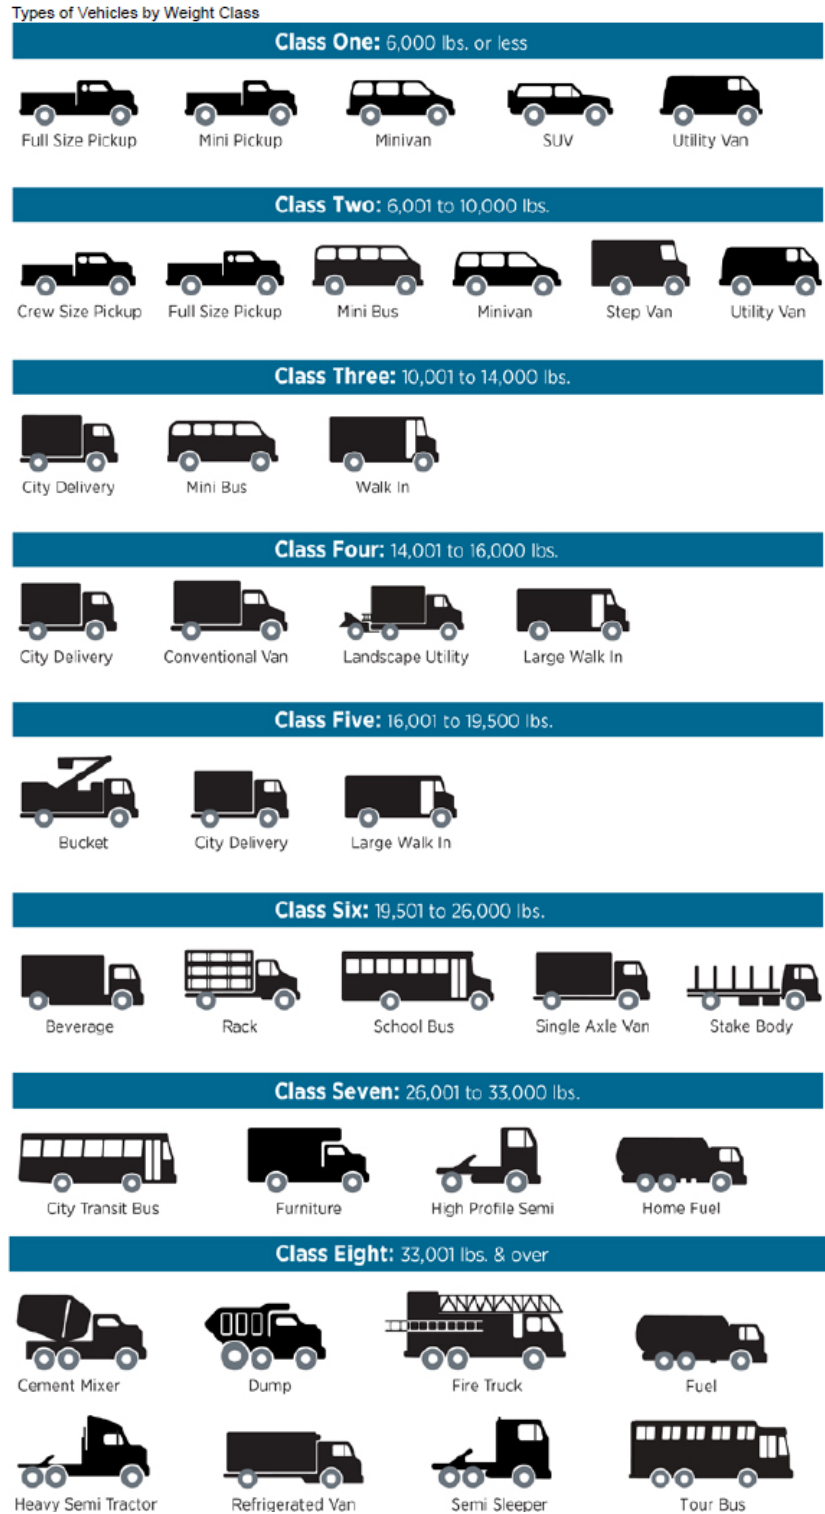 Types of Vehicles by Weight Class
Class One: 6,000 lbs. or less
Full Size Pickup Mini Pickup Minivan SUV Utility Van
Class Two: 6,001 to 10,000 lbs.
Crew Size Pickup Full Size Pickup Mini Bus Minivan Step Van Utility Van
Class Three: 10,001 to 14,000 lbs.
City Delivery Mini Bus Walk In
Class Four: 14,001 to 16,000 lbs.
City Delivery Conventional Van Landscape Utility Large Walk In
Class Five: 16,001 to 19,500 lbs.
Bucket City Delivery Large Walk In
Class Six: 19,501 to 26,000 lbs.
Beverage Rack School Bus Single Axle Van Stake Body
Class Seven: 26,001 to 33,000 lbs.
City Transit Bus Furniture High Profile Semi Home Fuel
Class Eight: 33,001 lbs. & over
Cement Mixer Dump Fire Truck Fuel
Heavy Semi Tractor Refrigerated Van Semi Sleeper Tour Bus